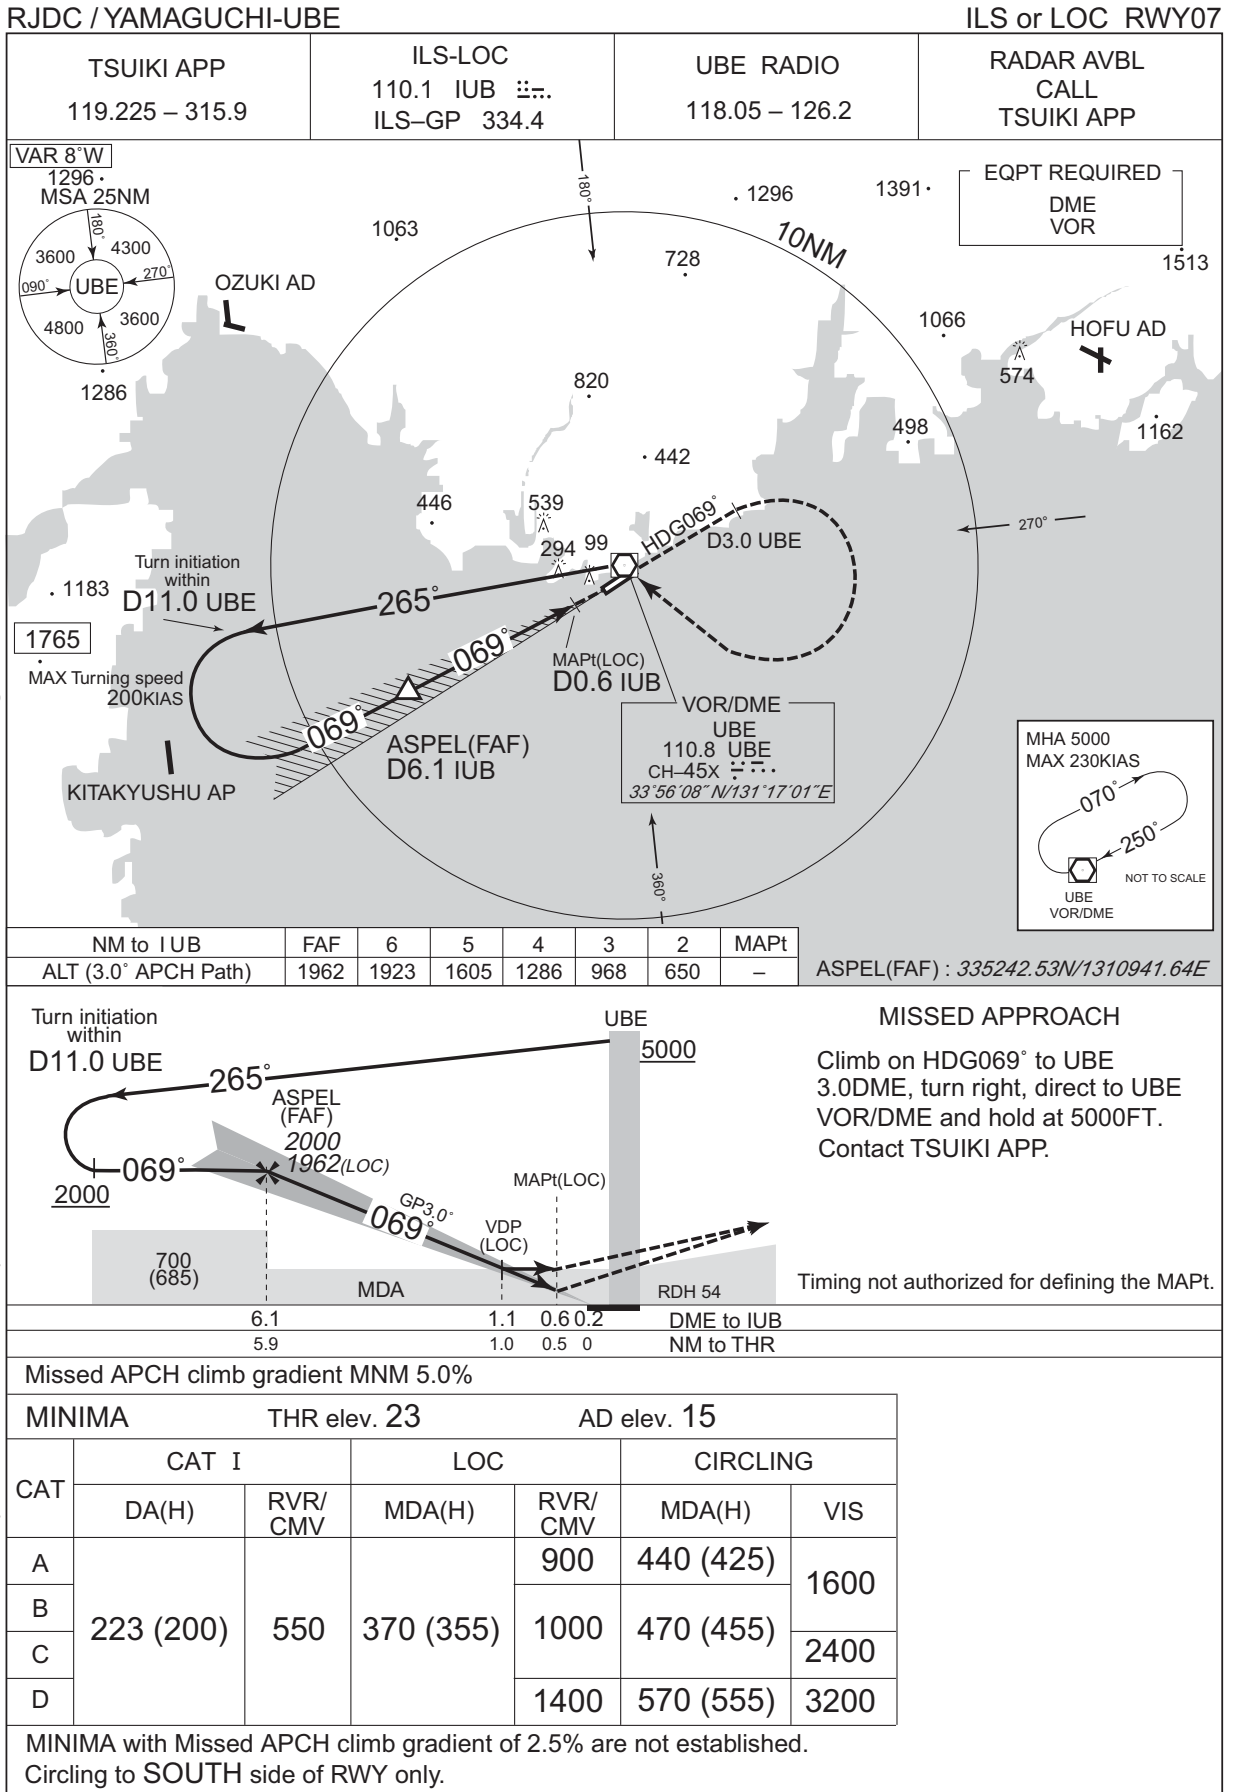 RJDC / YAMAGUCHI-UBE
ILS or LOC RWY07
TSUIKI APP
119.225 – 315.9
ILS-LOC
110.1 IUB
ILS–GP 334.4
UBE RADIO
118.05 – 126.2
RADAR AVBL
CALL
TSUIKI APP
VAR 8°W
1296
MSA 25NM
180°
3600
4300
090°
UBE
270°
4800
3600
360°
1286
OZUKI AD
1063
180°
1296
1391
EQPT REQUIRED
DME
VOR
1513
10NM
728
1066
HOFU AD
574
820
498
1162
442
446
539
HDG069°
D3.0 UBE
270°
294
99
Turn initiation
within
D11.0 UBE
1183
265°
1765
MAX Turning speed
200KIAS
069°
MAPt(LOC)
D0.6 IUB
069°
ASPEL(FAF)
D6.1 IUB
KITAKYUSHU AP
VOR/DME
UBE
110.8 UBE
CH–45X
33°56′08″N/131°17′01″E
360°
MHA 5000
MAX 230KIAS
070°
250°
NOT TO SCALE
UBE
VOR/DME
NM to IUB FAF 6 5 4 3 2 MAPt
ALT (3.0° APCH Path) 1962 1923 1605 1286 968 650 –
ASPEL(FAF) : 335242.53N/1310941.64E
Turn initiation
within
D11.0 UBE
UBE
5000
265°
ASPEL
(FAF)
2000
1962(LOC)
069°
2000
MAPt(LOC)
GP3.0°
069°
VDP
(LOC)
700
(685)
MDA
RDH 54
6.1 1.1 0.6 0.2 DME to IUB
5.9 1.0 0.5 0 NM to THR
MISSED APPROACH
Climb on HDG069° to UBE
3.0DME, turn right, direct to UBE
VOR/DME and hold at 5000FT.
Contact TSUIKI APP.
Timing not authorized for defining the MAPt.
Missed APCH climb gradient MNM 5.0%
MINIMA THR elev. 23 AD elev. 15
CAT
CAT I
LOC
CIRCLING
DA(H)
RVR/
CMV
MDA(H)
RVR/
CMV
MDA(H)
VIS
A
B
C
D
223 (200)
550
370 (355)
900
1000
1400
440 (425)
470 (455)
570 (555)
1600
2400
3200
MINIMA with Missed APCH climb gradient of 2.5% are not established.
Circling to SOUTH side of RWY only.